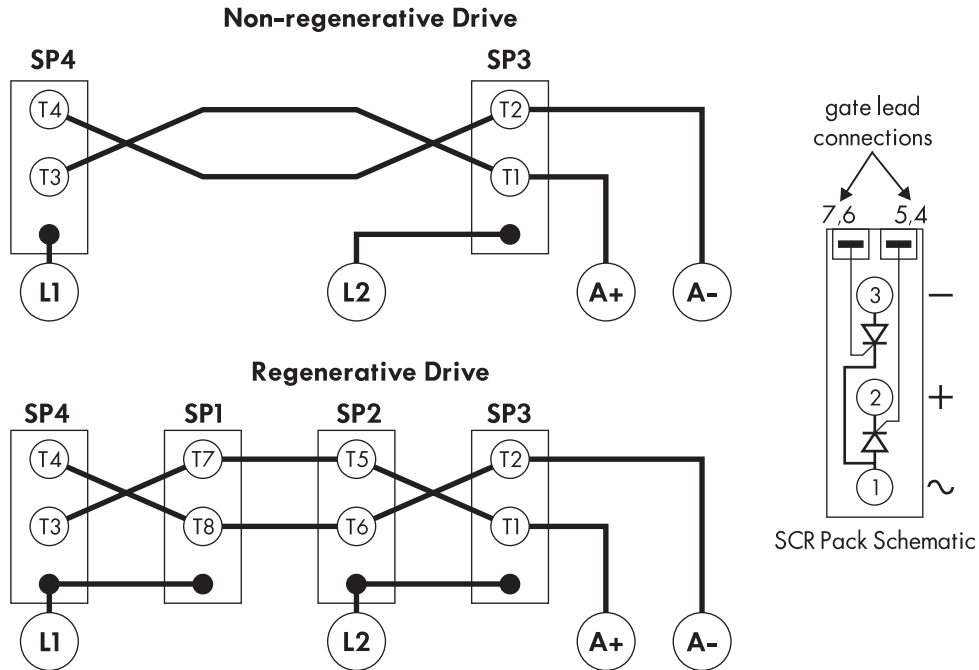 Non-regenerative Drive
SP4
SP3
T4
T2
T3
T1
L1
L2
A+
A-
Regenerative Drive
SP4
SP1
SP2
SP3
T4
T7
T5
T2
T3
T8
T6
T1
L1
L2
A+
A-
gate lead
connections
7,6
5,4
3
–
2
+
1
~
SCR Pack Schematic